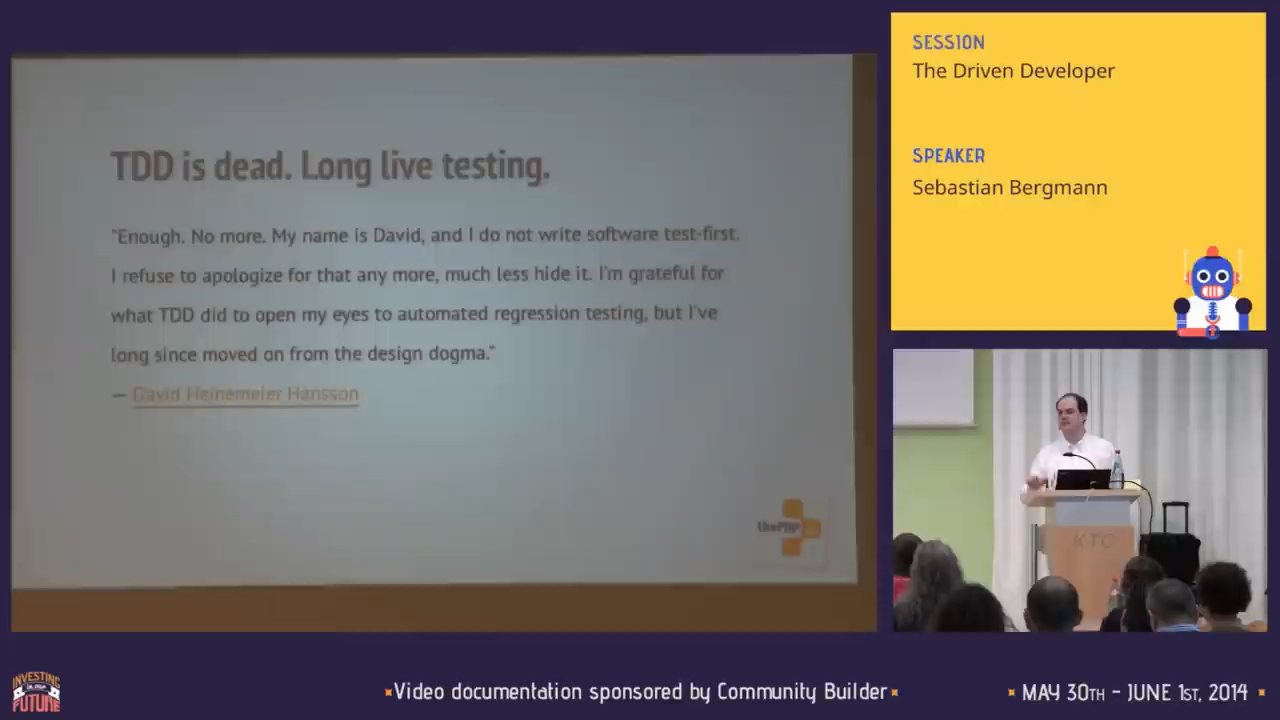 TDD is dead. Long live testing.
"Enough. No more. My name is David, and I do not write software test-first.
I refuse to apologize for that any more, much less hide it. I'm grateful for
what TDD did to open my eyes to automated regression testing, but I've
long since moved on from the design dogma."
— David Heinemeier Hansson
thePHP
SESSION
The Driven Developer
SPEAKER
Sebastian Bergmann
KTC
INVESTING
IN OUR
FUTURE
Video documentation sponsored by Community Builder
MAY 30TH - JUNE 1ST, 2014